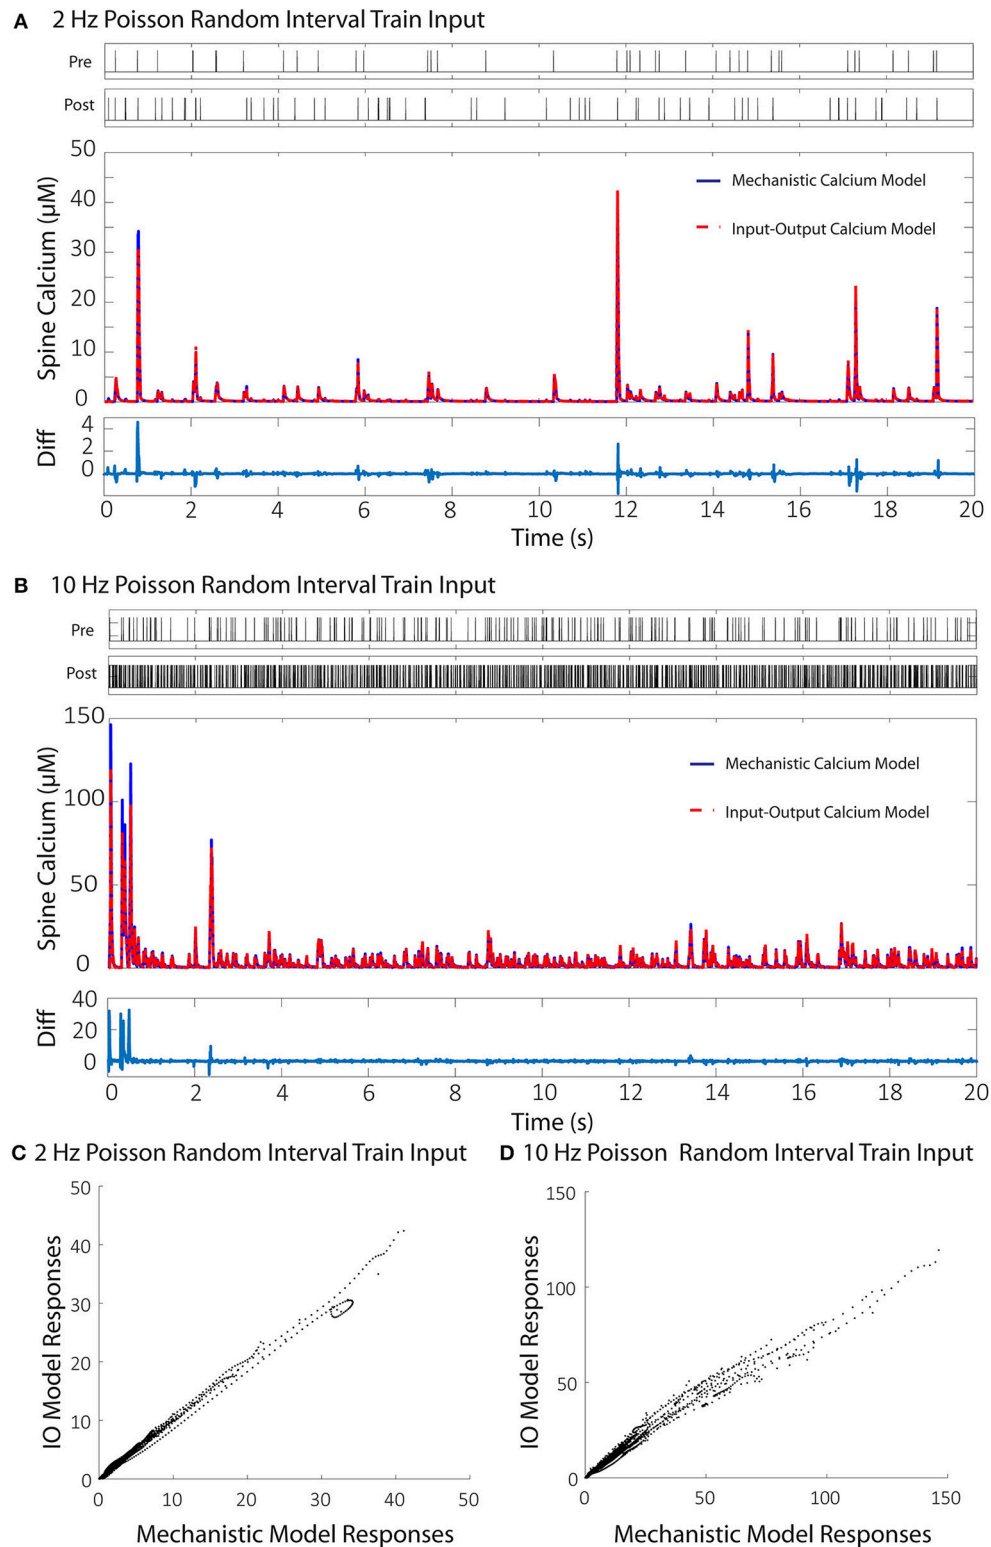 A 2 Hz Poisson Random Interval Train Input
Pre
Post
50
40
30
20
10
0
Spine Calcium (μM)
Mechanistic Calcium Model
Input-Output Calcium Model
4
2
0
Diff
0 2 4 6 8 10 12 14 16 18 20
Time (s)
B 10 Hz Poisson Random Interval Train Input
Pre
Post
150
100
50
0
Spine Calcium (μM)
Mechanistic Calcium Model
Input-Output Calcium Model
40
20
0
Diff
0 2 4 6 8 10 12 14 16 18 20
Time (s)
C 2 Hz Poisson Random Interval Train Input
50
40
30
20
10
0
IO Model Responses
0 10 20 30 40 50
Mechanistic Model Responses
D 10 Hz Poisson Random Interval Train Input
150
100
50
0
IO Model Responses
0 50 100 150
Mechanistic Model Responses